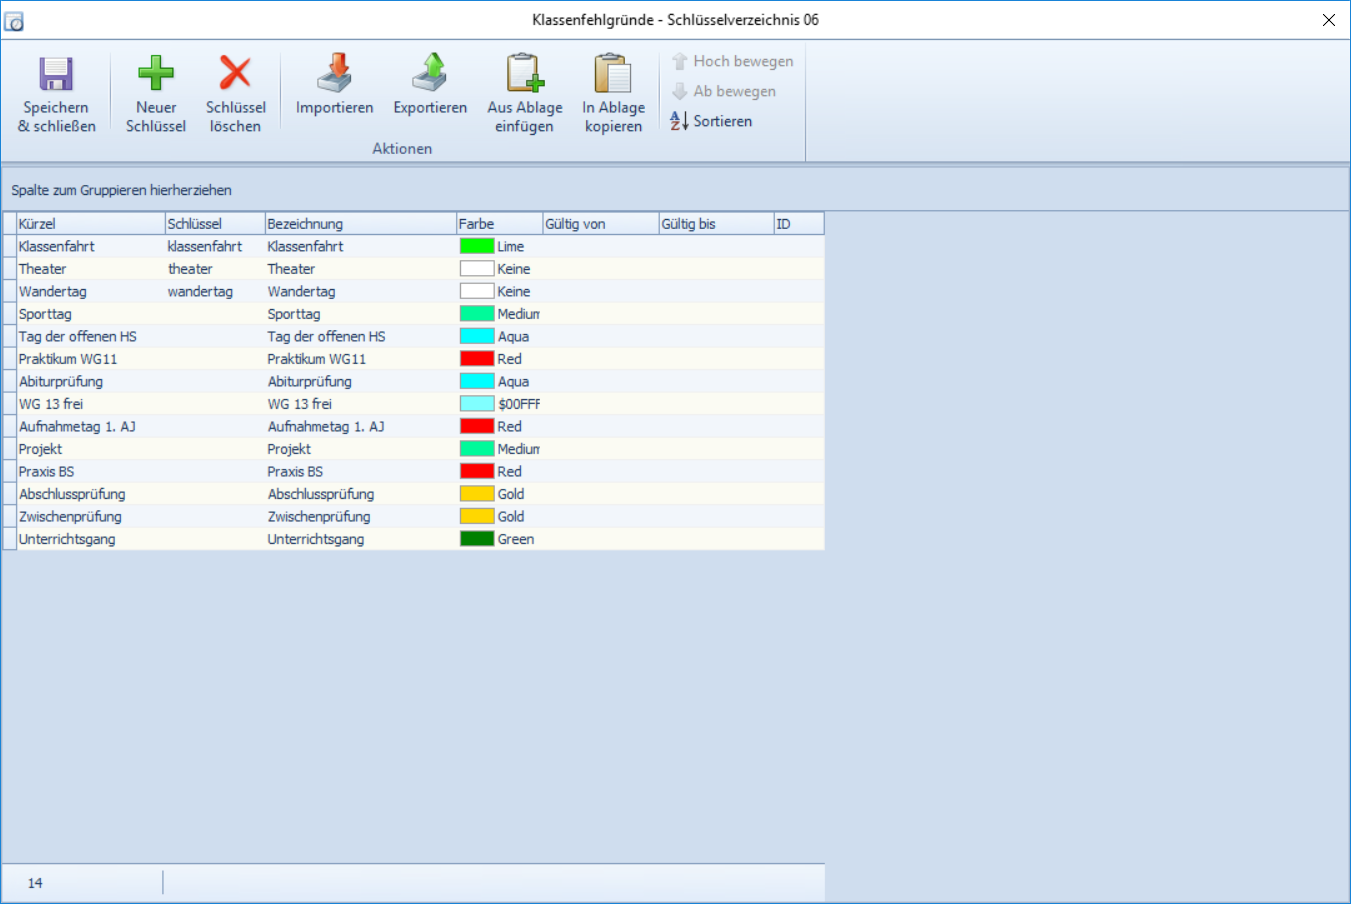 Klassenfehlgründe - Schlüsselverzeichnis 06
Speichern
& schließen
Neuer
Schlüssel
Schlüssel
löschen
Importieren
Exportieren
Aus Ablage
einfügen
In Ablage
kopieren
Hoch bewegen
Ab bewegen
Sortieren
Aktionen
Spalte zum Gruppieren hierherziehen
Kürzel Schlüssel Bezeichnung Farbe Gültig von Gültig bis ID
Klassenfahrt klassenfahrt Klassenfahrt Lime
Theater theater Theater Keine
Wandertag wandertag Wandertag Keine
Sporttag Sporttag Medium
Tag der offenen HS Tag der offenen HS Aqua
Praktikum WG11 Praktikum WG11 Red
Abiturprüfung Abiturprüfung Aqua
WG 13 frei WG 13 frei $00FFF
Aufnahmetag 1. AJ Aufnahmetag 1. AJ Red
Projekt Projekt Medium
Praxis BS Praxis BS Red
Abschlussprüfung Abschlussprüfung Gold
Zwischenprüfung Zwischenprüfung Gold
Unterrichtsgang Unterrichtsgang Green
14